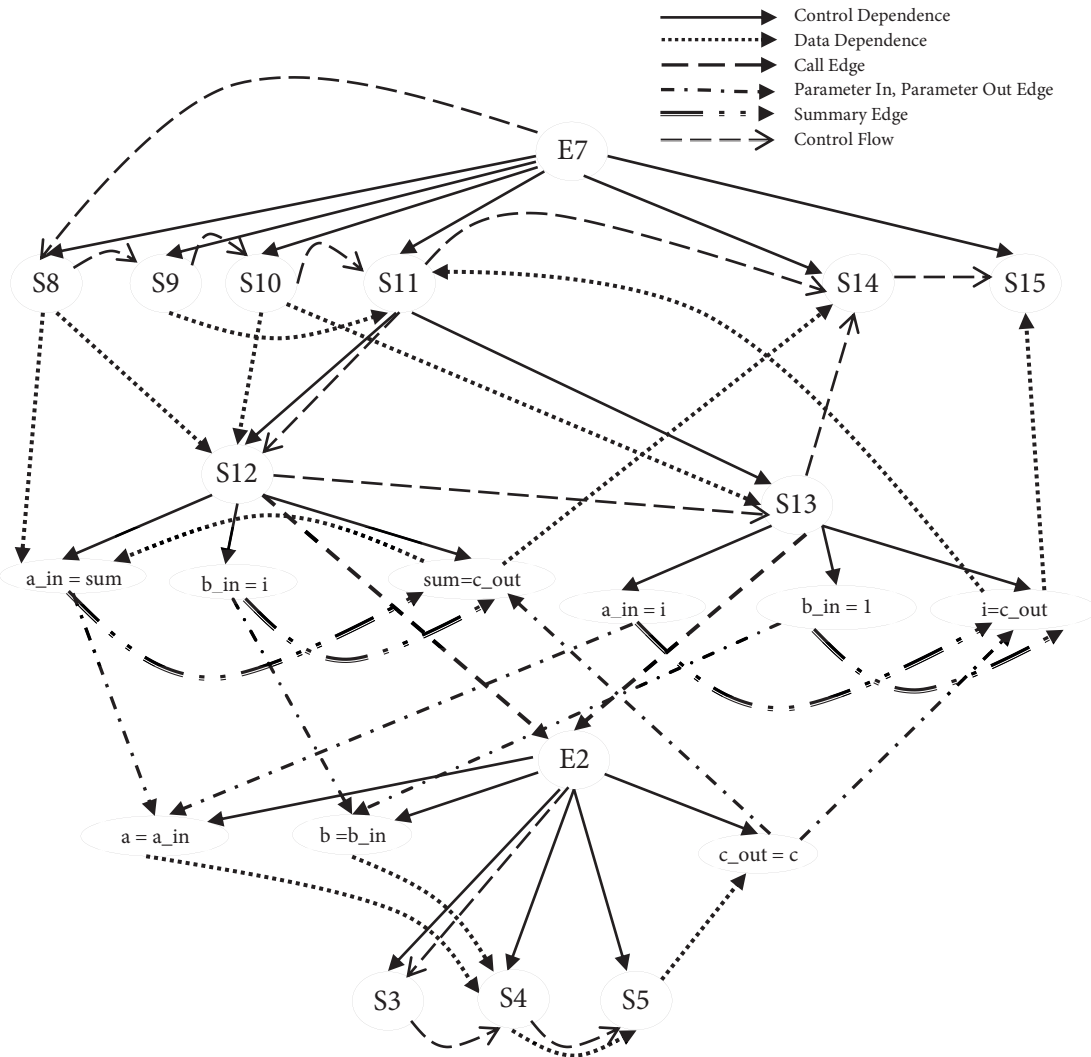 Control Dependence
Data Dependence
Call Edge
Parameter In, Parameter Out Edge
Summary Edge
Control Flow
E7
S8 S9 S10 S11 S14 S15
S12
S13
a_in = sum b_in = i sum=c_out a_in = i b_in = 1 i=c_out
E2
a = a_in b =b_in c_out = c
S3 S4 S5